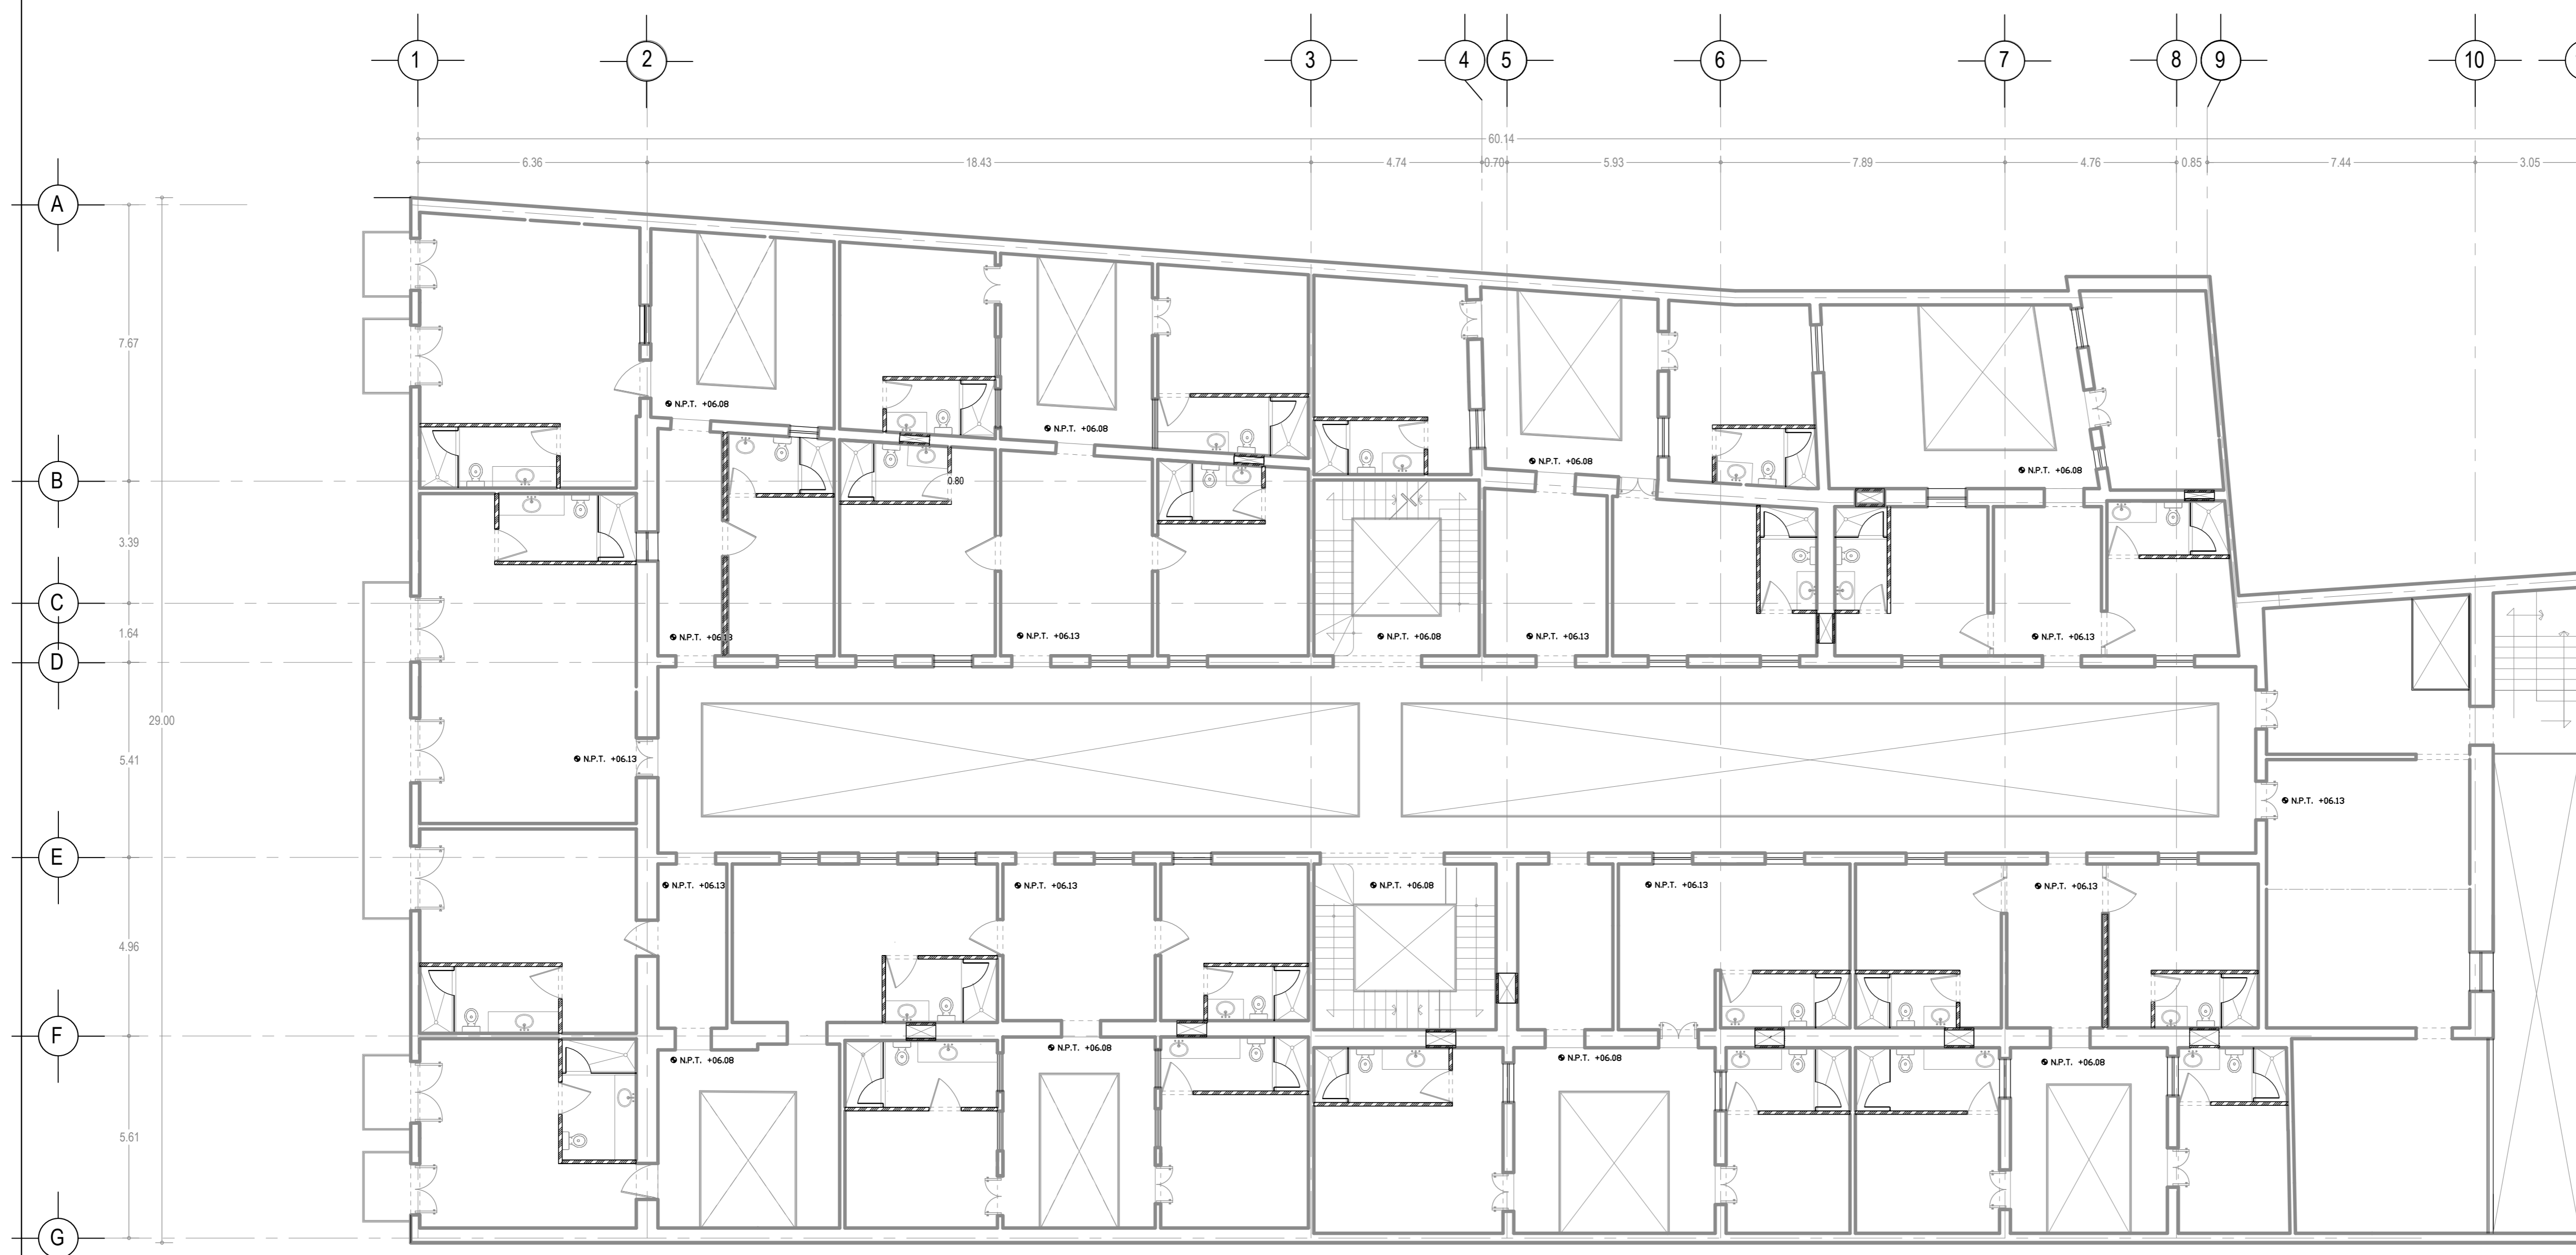 1 2 3 4 5 6 7 8 9 10
60.14
6.36 18.43 4.74 0.70 5.93 7.89 4.76 0.85 7.44 3.05
A
7.67
N.P.T. +06.08
N.P.T. +06.08
N.P.T. +06.08
N.P.T. +06.08
B
0.80
3.39
C
1.64
N.P.T. +06.13
N.P.T. +06.13
N.P.T. +06.08
N.P.T. +06.13
N.P.T. +06.13
D
29.00
5.41
N.P.T. +06.13
N.P.T. +06.13
E
N.P.T. +06.13
N.P.T. +06.13
N.P.T. +06.08
N.P.T. +06.13
N.P.T. +06.13
4.96
F
N.P.T. +06.08
N.P.T. +06.08
N.P.T. +06.08
N.P.T. +06.08
5.61
G